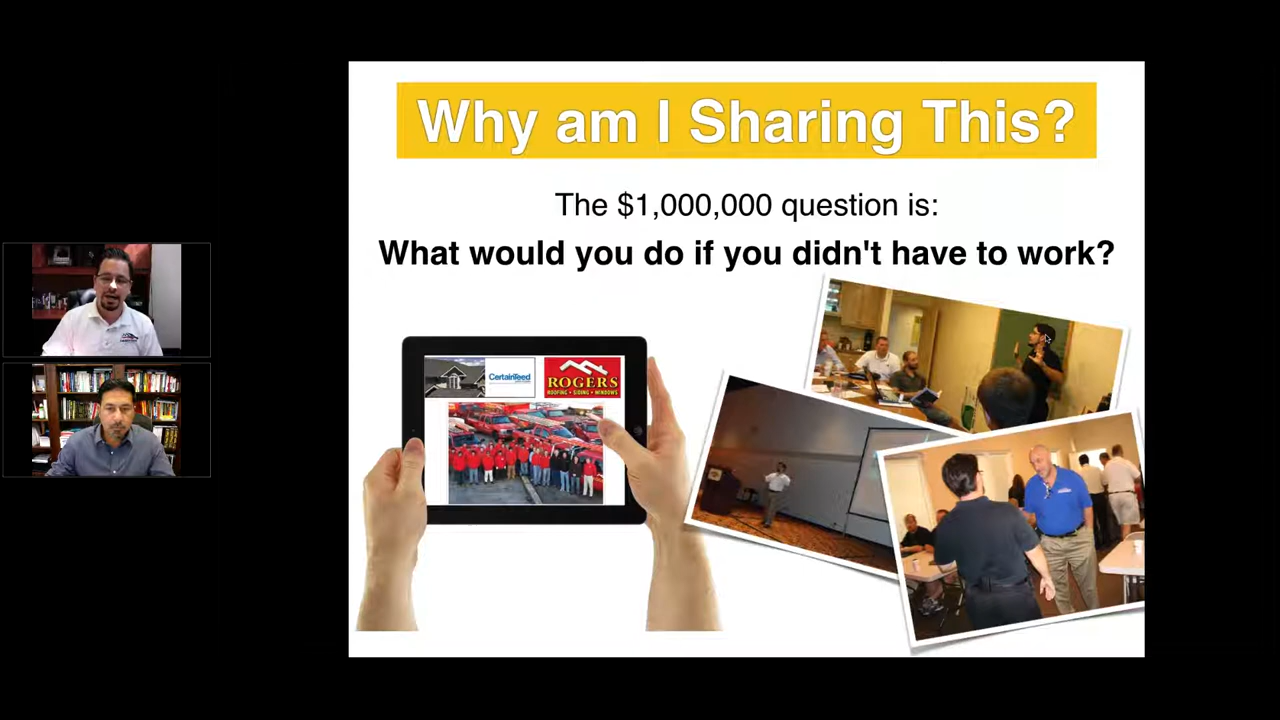 Why am I Sharing This?
The $1,000,000 question is:
What would you do if you didn't have to work?
CertainTeed
ROGERS
ROOFING • SIDING • WINDOWS